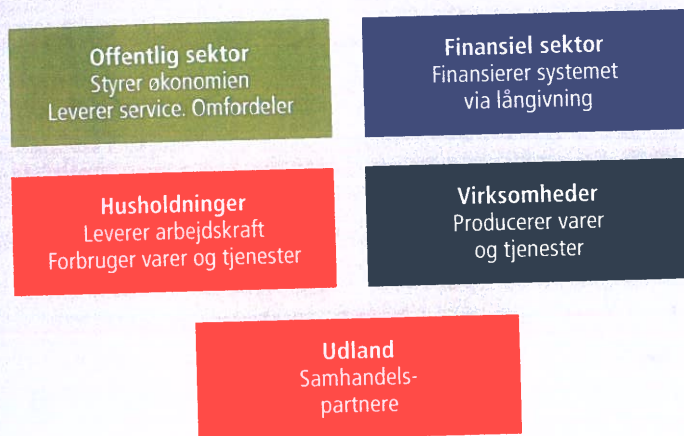 Offentlig sektor
Styrer økonomien
Leverer service. Omfordeler
Finansiel sektor
Finansierer systemet
via långivning
Husholdninger
Leverer arbejdskraft
Forbruger varer og tjenester
Virksomheder
Producerer varer
og tjenester
Udland
Samhandels-
partnere